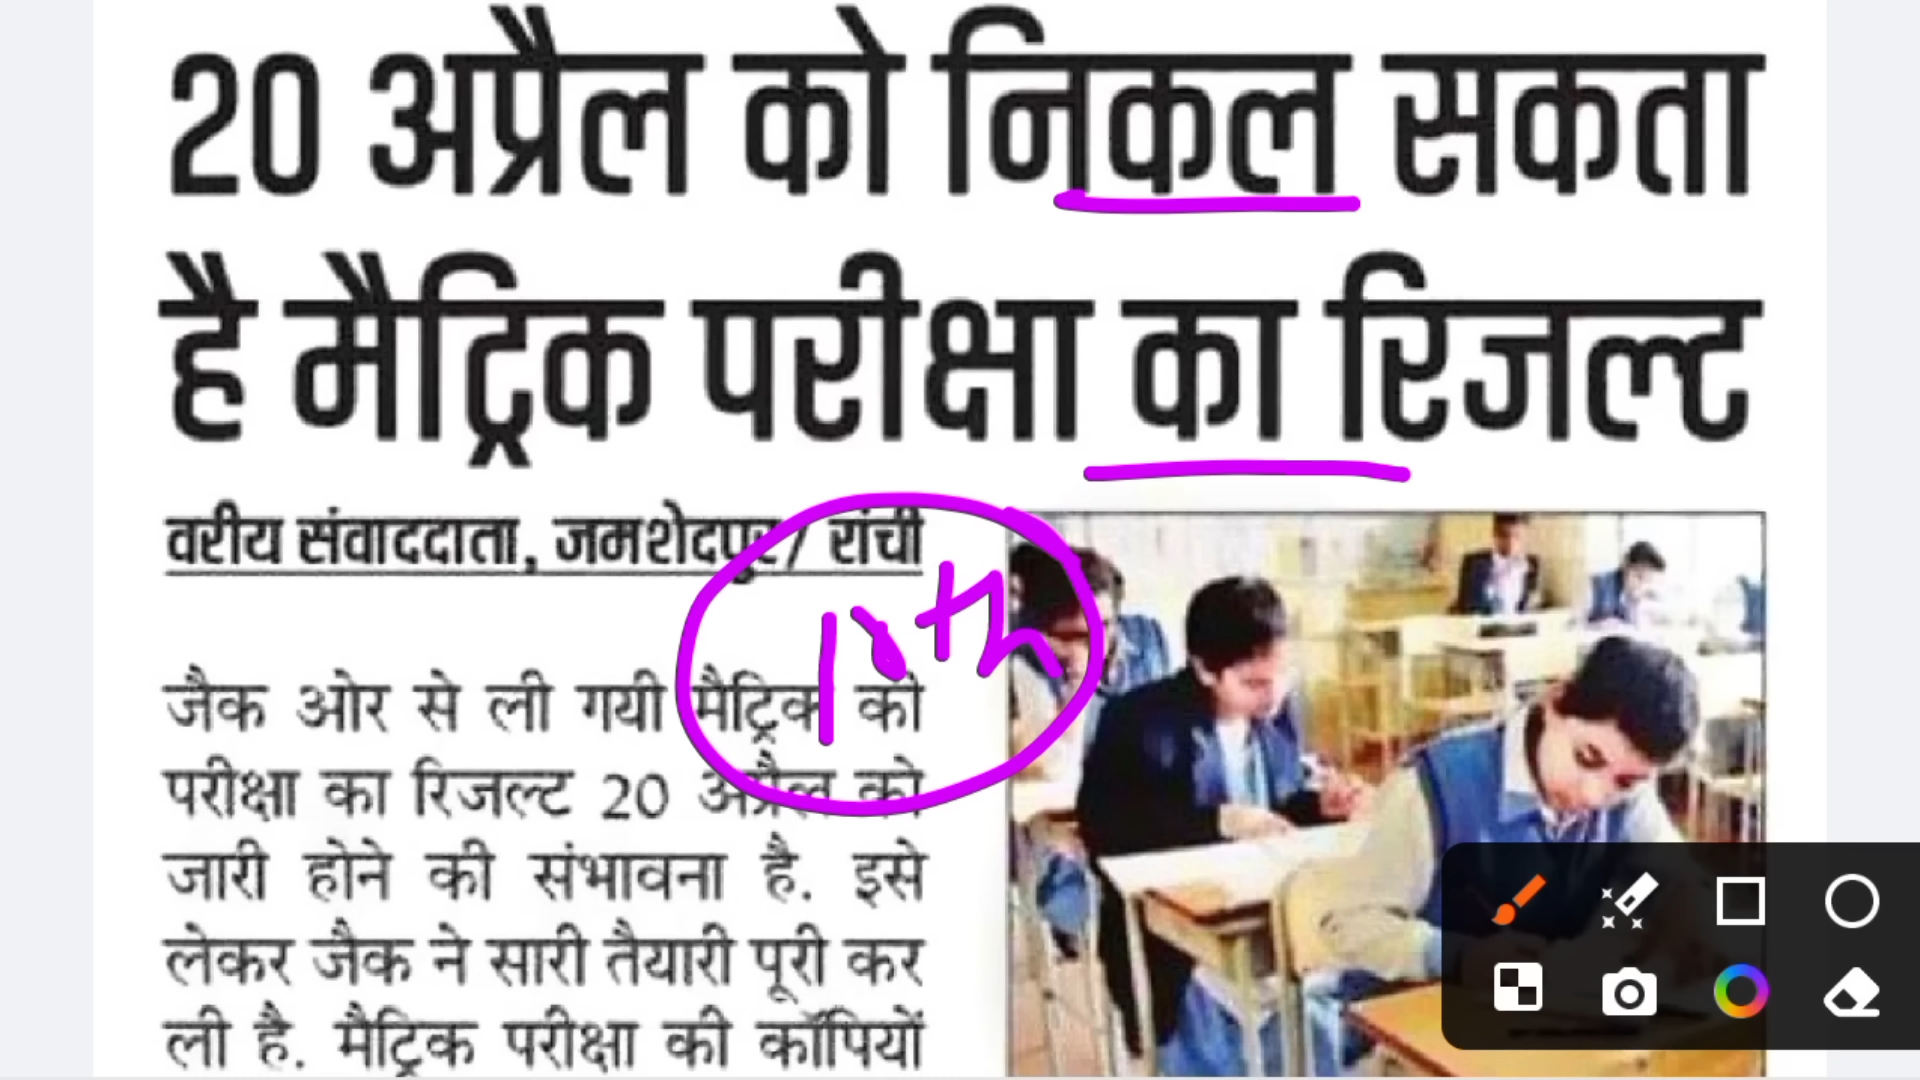 20 अप्रैल को निकल सकता
है मैट्रिक परीक्षा का रिजल्ट
वरीय संवाददाता, जमशेदपुर/ रांची
10th
जैक ओर से ली गयी मैट्रिक की
परीक्षा का रिजल्ट 20 अप्रैल को
जारी होने की संभावना है. इसे
लेकर जैक ने सारी तैयारी पूरी कर
ली है. मैट्रिक परीक्षा की कॉपियों